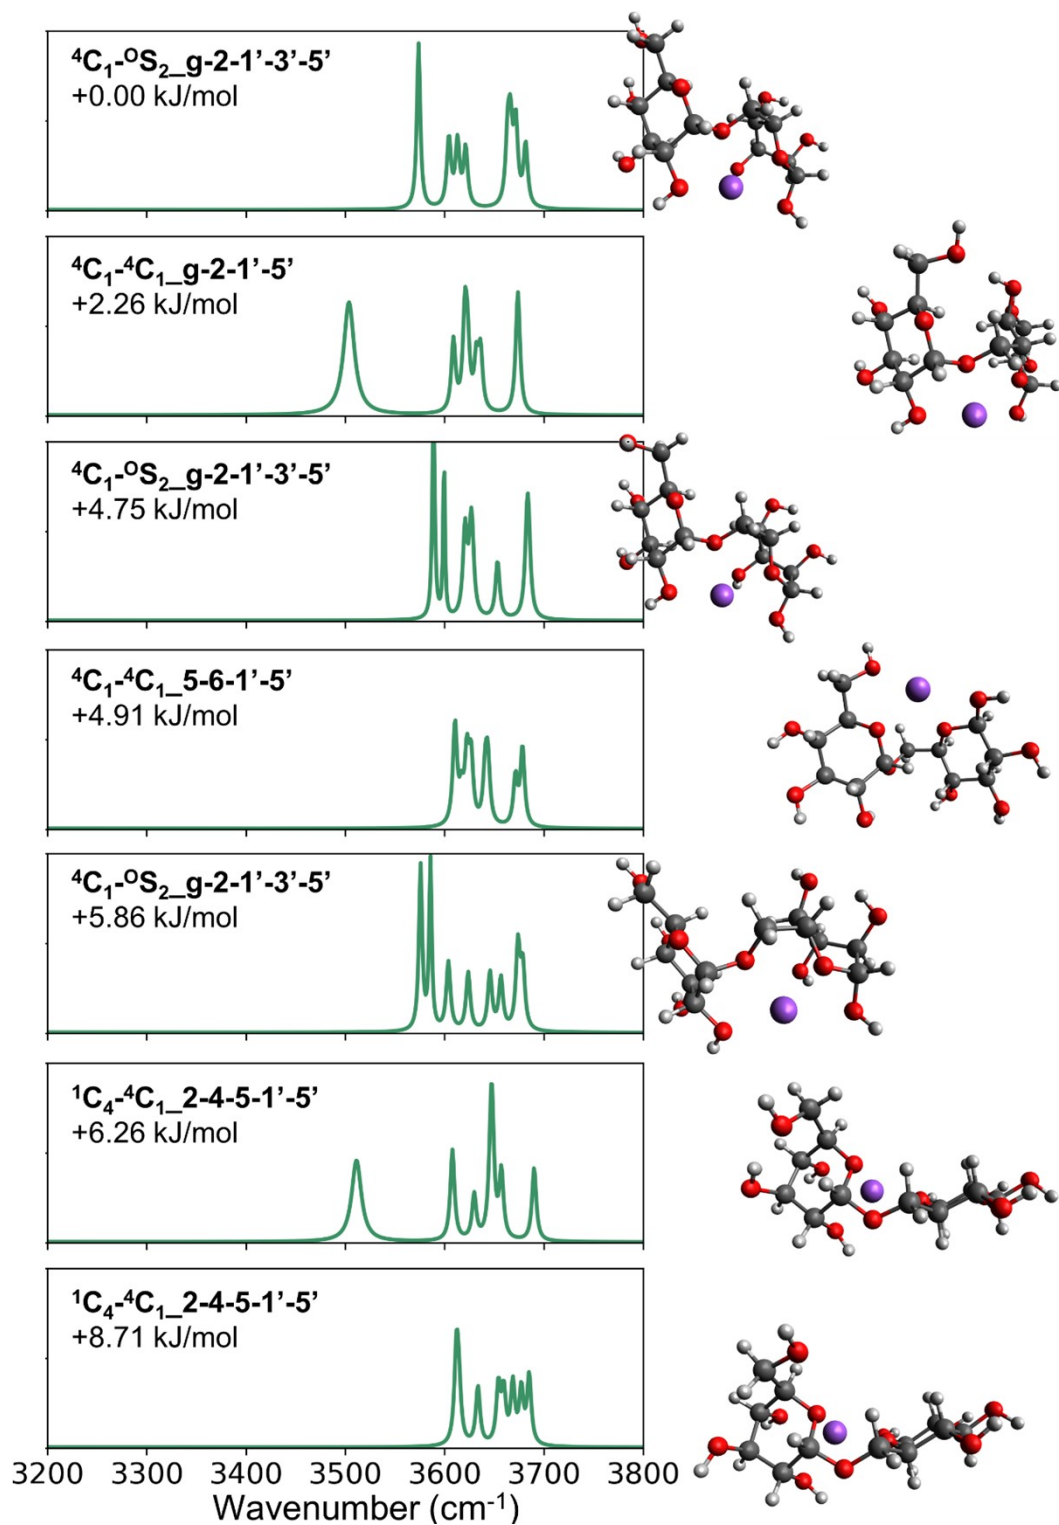 ⁴C₁-ᴼS₂_g-2-1’-3’-5’
+0.00 kJ/mol
⁴C₁-⁴C₁_g-2-1’-5’
+2.26 kJ/mol
⁴C₁-ᴼS₂_g-2-1’-3’-5’
+4.75 kJ/mol
⁴C₁-⁴C₁_5-6-1’-5’
+4.91 kJ/mol
⁴C₁-ᴼS₂_g-2-1’-3’-5’
+5.86 kJ/mol
¹C₄-⁴C₁_2-4-5-1’-5’
+6.26 kJ/mol
¹C₄-⁴C₁_2-4-5-1’-5’
+8.71 kJ/mol
3200 3300 3400 3500 3600 3700 3800
Wavenumber (cm⁻¹)